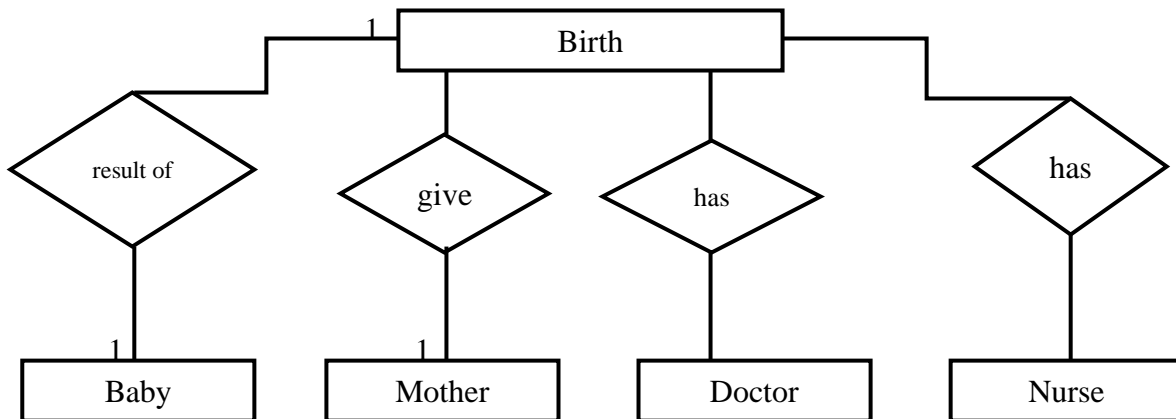 1
Birth
result of
give
has
has
1
1
Baby
Mother
Doctor
Nurse